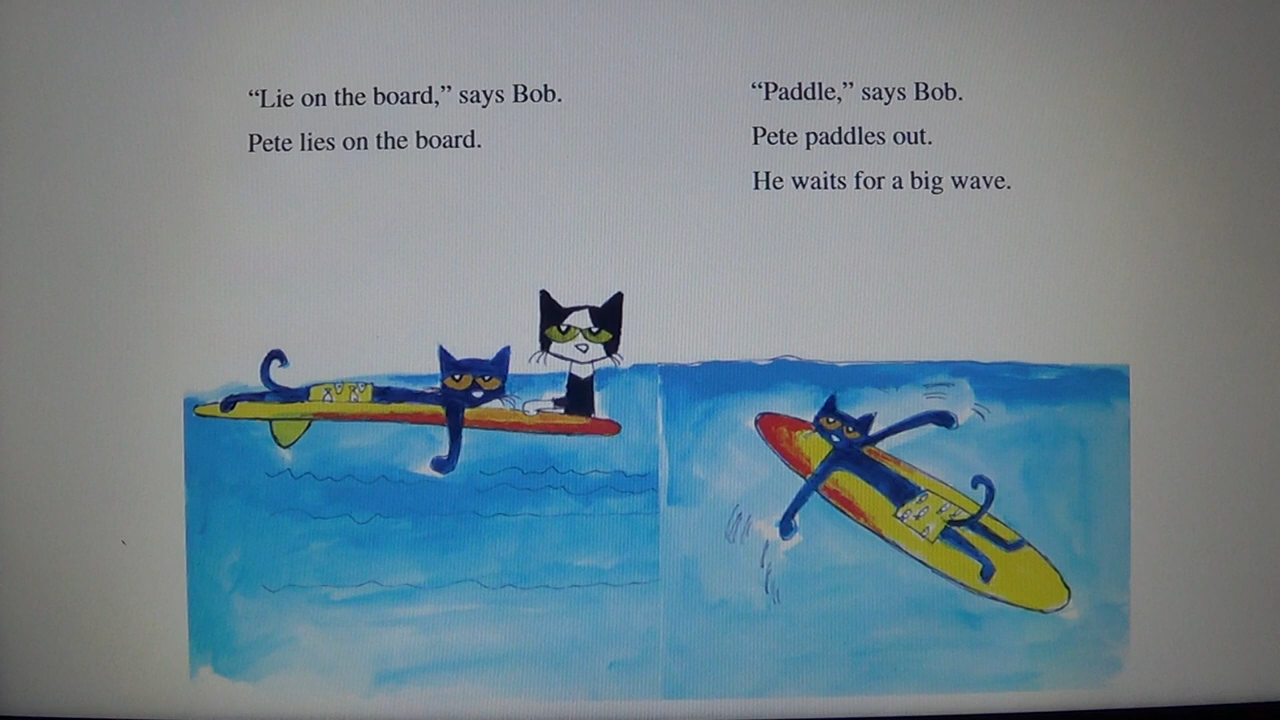 “Lie on the board,” says Bob.
Pete lies on the board.
“Paddle,” says Bob.
Pete paddles out.
He waits for a big wave.